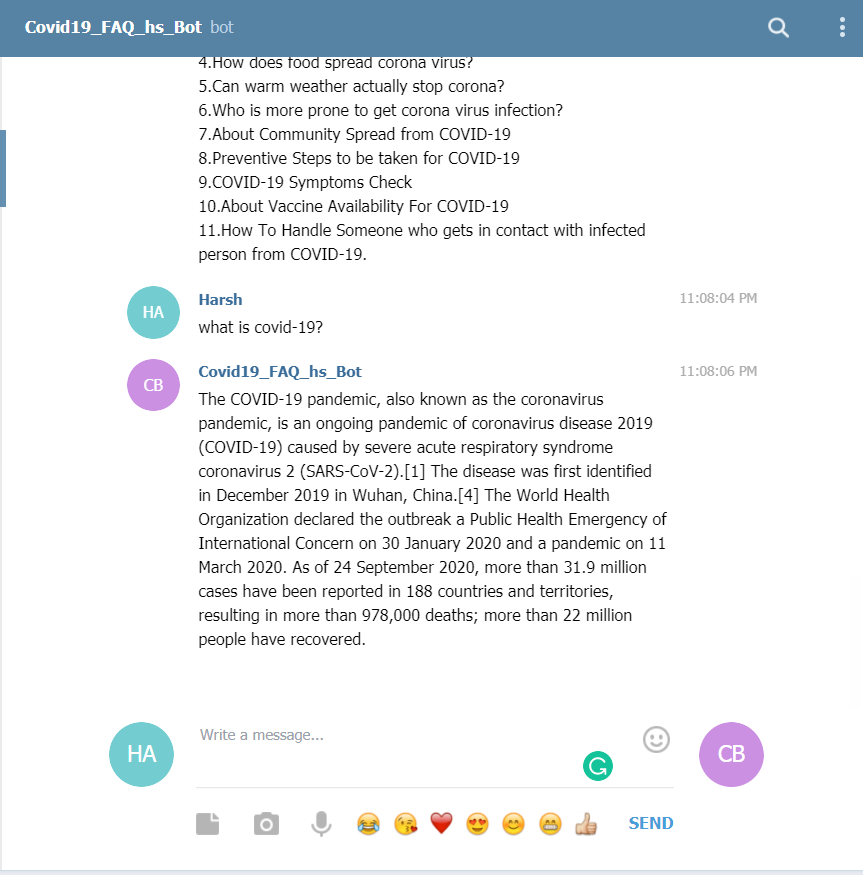 Covid19_FAQ_hs_Bot bot
4.How does food spread corona virus?
5.Can warm weather actually stop corona?
6.Who is more prone to get corona virus infection?
7.About Community Spread from COVID-19
8.Preventive Steps to be taken for COVID-19
9.COVID-19 Symptoms Check
10.About Vaccine Availability For COVID-19
11.How To Handle Someone who gets in contact with infected
person from COVID-19.
HA
Harsh
11:08:04 PM
what is covid-19?
CB
Covid19_FAQ_hs_Bot
11:08:06 PM
The COVID-19 pandemic, also known as the coronavirus
pandemic, is an ongoing pandemic of coronavirus disease 2019
(COVID-19) caused by severe acute respiratory syndrome
coronavirus 2 (SARS-CoV-2).[1] The disease was first identified
in December 2019 in Wuhan, China.[4] The World Health
Organization declared the outbreak a Public Health Emergency of
International Concern on 30 January 2020 and a pandemic on 11
March 2020. As of 24 September 2020, more than 31.9 million
cases have been reported in 188 countries and territories,
resulting in more than 978,000 deaths; more than 22 million
people have recovered.
HA
Write a message...
CB
SEND